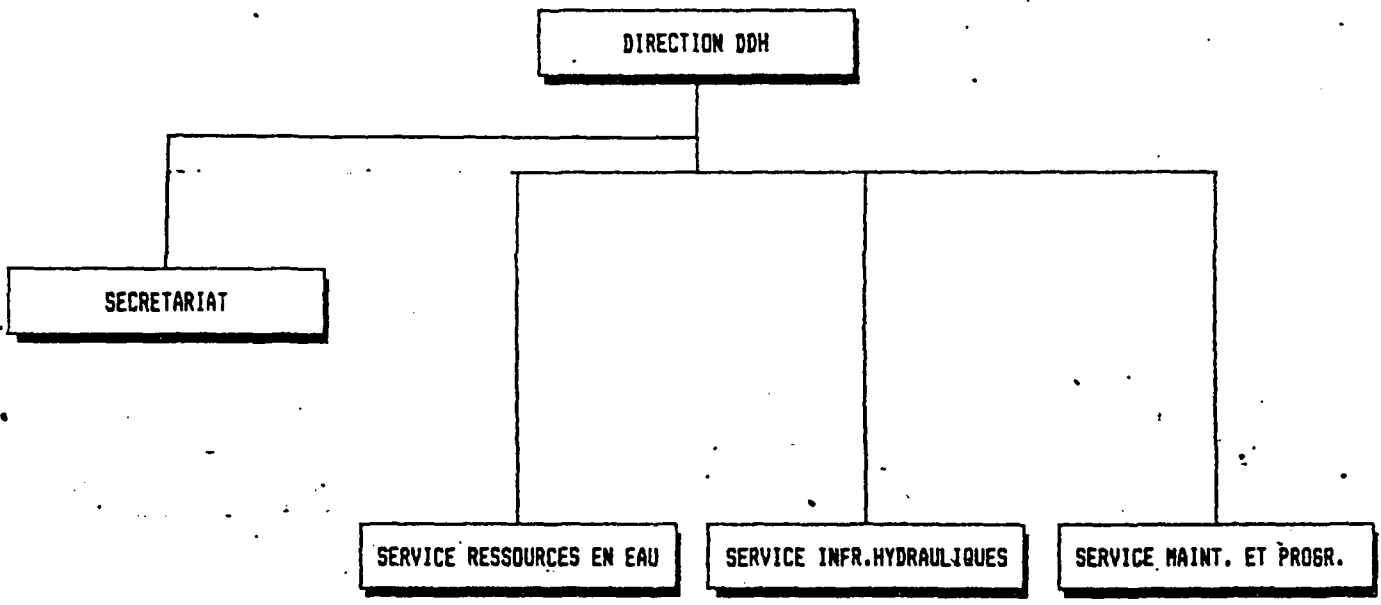 DIRECTION DDH
SECRETARIAT
SERVICE RESSOURCES EN EAU
SERVICE INFR.HYDRAULIQUES
SERVICE MAINT. ET PROGR.